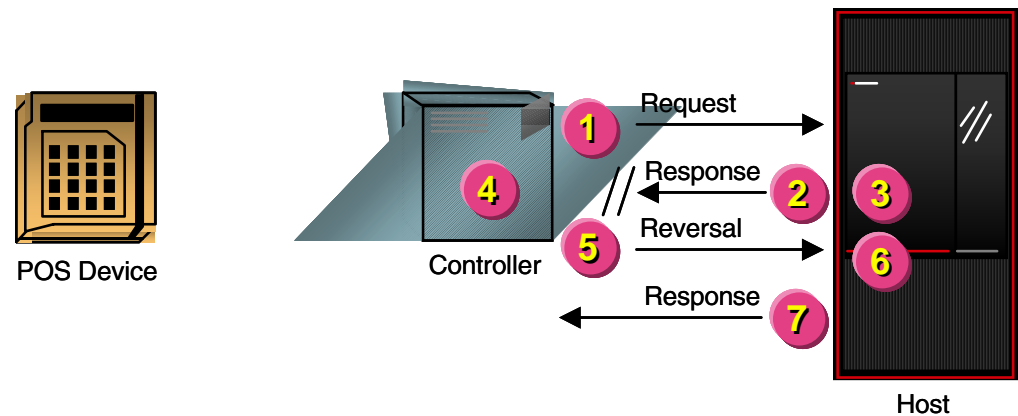 1
Request
Response
2
3
4
5
Reversal
6
POS Device
Controller
Response
7
Host